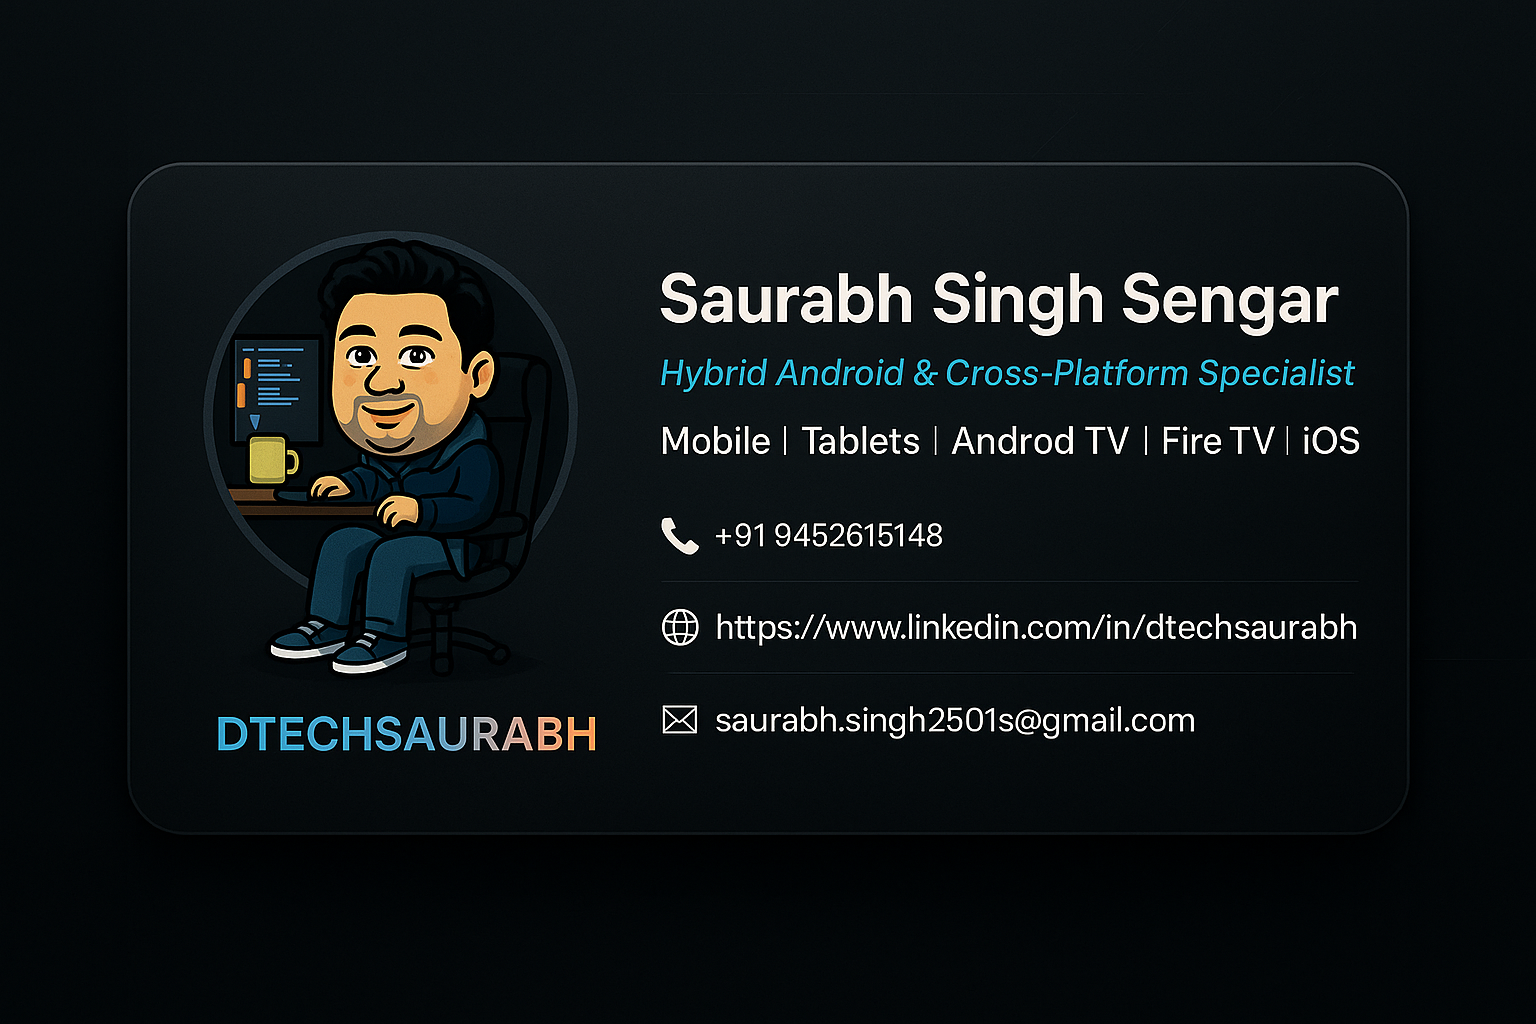 Saurabh Singh Sengar
Hybrid Android & Cross-Platform Specialist
Mobile | Tablets | Androd TV | Fire TV | iOS
+91 9452615148
https://www.linkedin.com/in/dtechsaurabh
saurabh.singh2501s@gmail.com
DTECHSAURABH